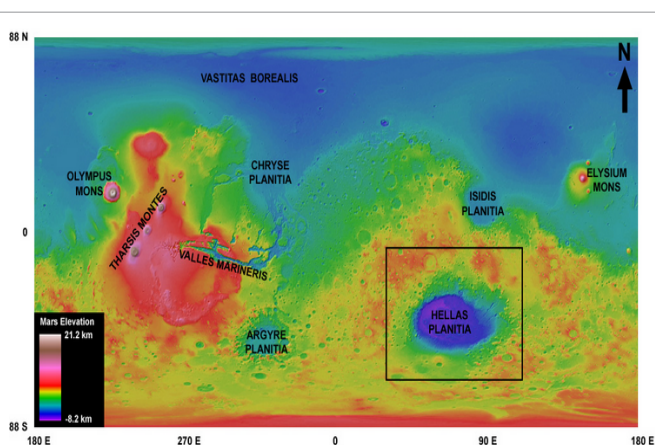 88 N
N
VASTITAS BOREALIS
OLYMPUS
MONS
CHRYSE
PLANITIA
ELYSIUM
MONS
ISIDIS
PLANITIA
THARSIS MONTES
0
VALLES MARINERIS
HELLAS
PLANITIA
ARGYRE
PLANITIA
Mars Elevation
21.2 km
-8.2 km
88 S
180 E
270 E
0
90 E
180 E